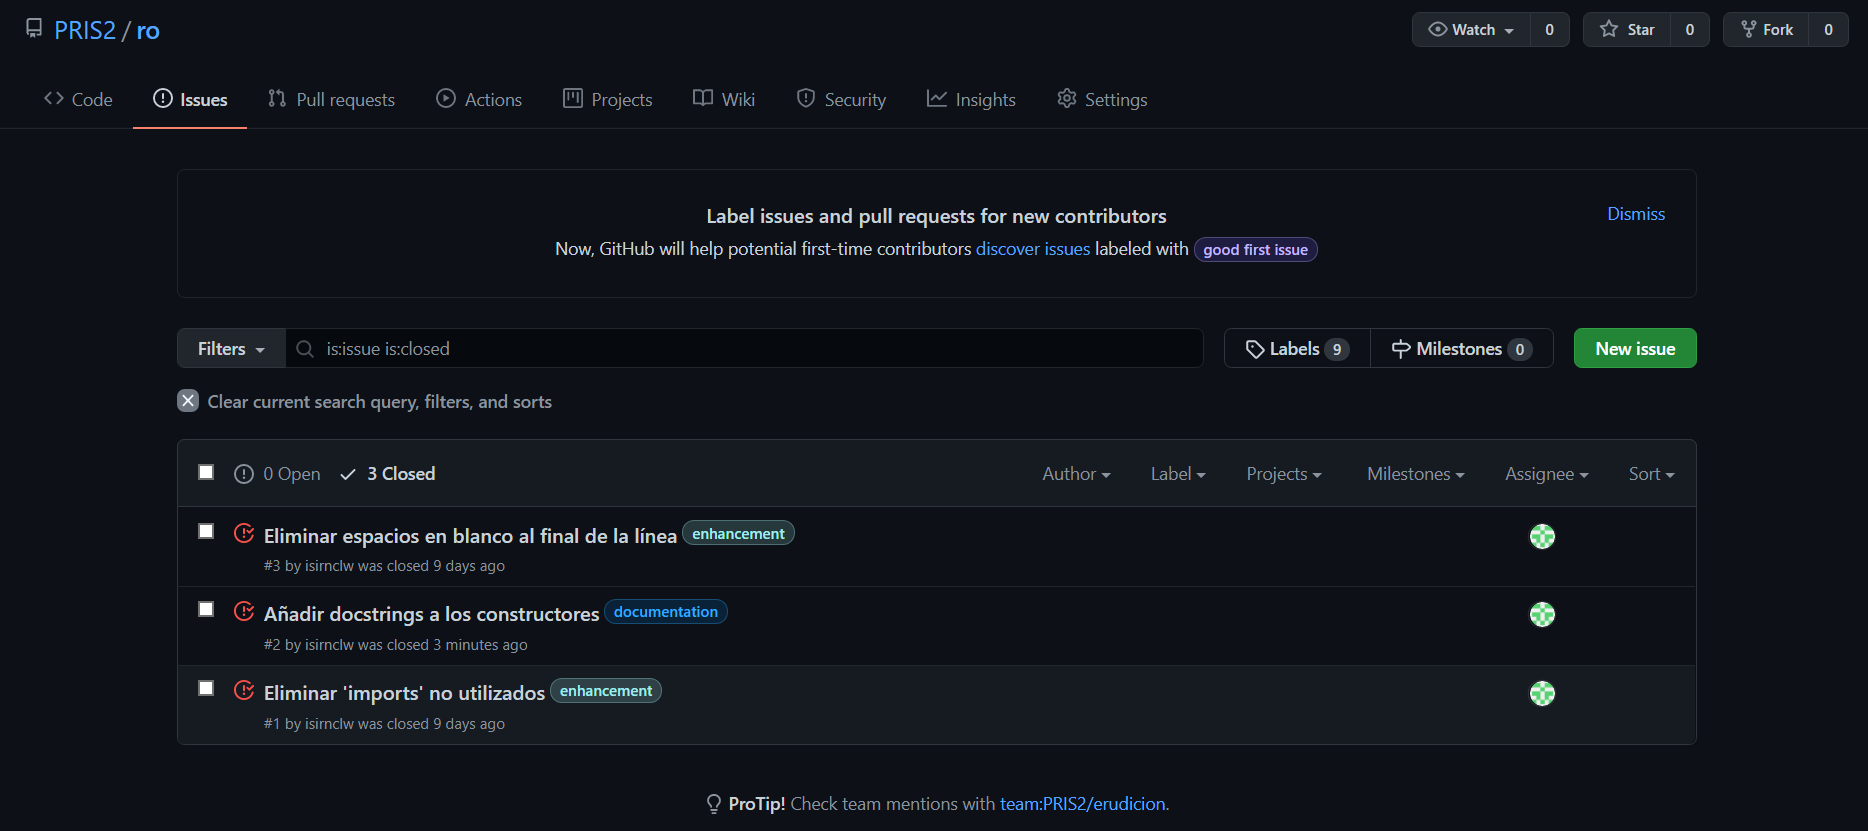 PRIS2 / ro
Watch 0 Star 0 Fork 0
Code Issues Pull requests Actions Projects Wiki Security Insights Settings
Label issues and pull requests for new contributors
Dismiss
Now, GitHub will help potential first-time contributors discover issues labeled with good first issue
Filters is:issue is:closed Labels 9 Milestones 0 New issue
Clear current search query, filters, and sorts
0 Open 3 Closed Author Label Projects Milestones Assignee Sort
Eliminar espacios en blanco al final de la línea enhancement
#3 by isirnclw was closed 9 days ago
Añadir docstrings a los constructores documentation
#2 by isirnclw was closed 3 minutes ago
Eliminar 'imports' no utilizados enhancement
#1 by isirnclw was closed 9 days ago
ProTip! Check team mentions with team:PRIS2/erudicion.